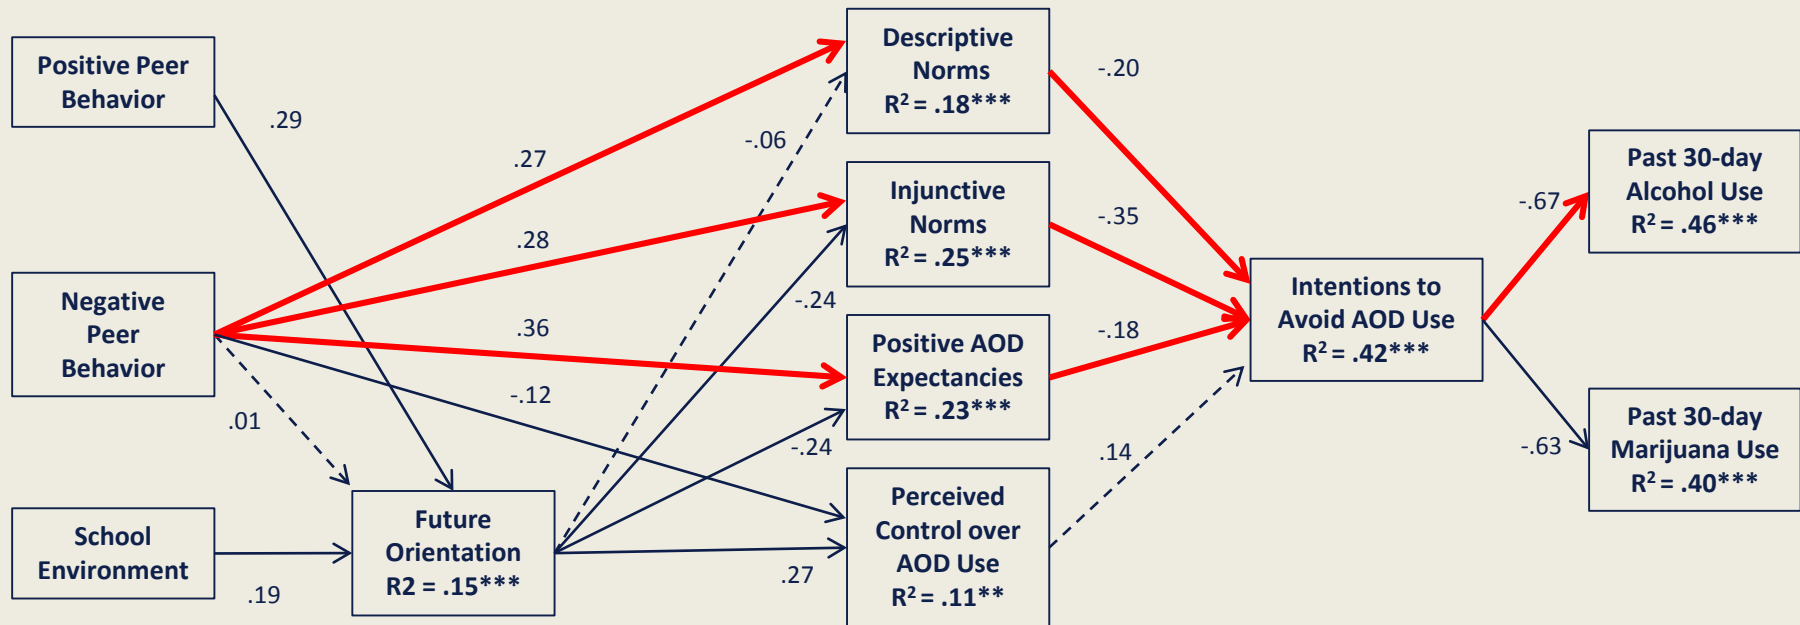 Positive Peer
Behavior
Negative
Peer
Behavior
School
Environment
.29
.27
.28
.36
-.12
.01
.19
Future
Orientation
R2 = .15***
-.06
-.24
-.24
.27
Descriptive
Norms
R² = .18***
Injunctive
Norms
R² = .25***
Positive AOD
Expectancies
R² = .23***
Perceived
Control over
AOD Use
R² = .11**
-.20
-.35
-.18
.14
Intentions to
Avoid AOD Use
R² = .42***
-.67
-.63
Past 30-day
Alcohol Use
R² = .46***
Past 30-day
Marijuana Use
R² = .40***